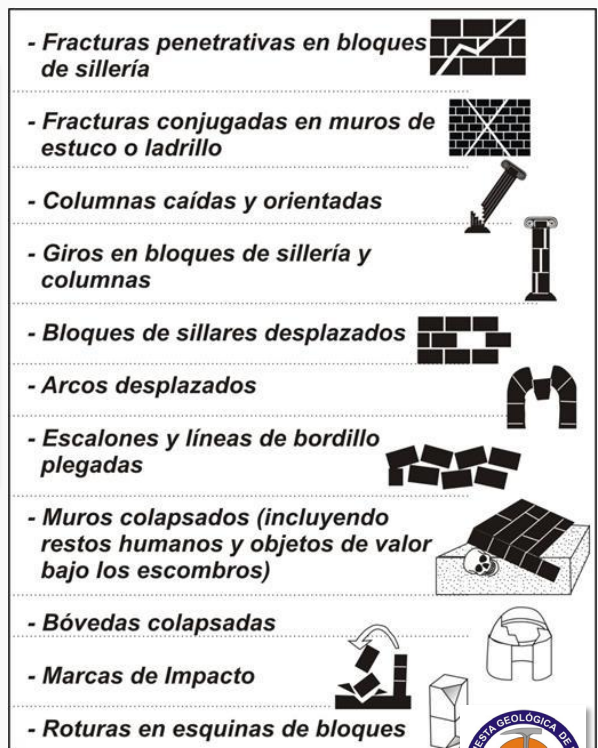 - Fracturas penetrativas en bloques
de sillería
- Fracturas conjugadas en muros de
estuco o ladrillo
- Columnas caídas y orientadas
- Giros en bloques de sillería y
columnas
- Bloques de sillares desplazados
- Arcos desplazados
- Escalones y líneas de bordillo
plegadas
- Muros colapsados (incluyendo
restos humanos y objetos de valor
bajo los escombros)
- Bóvedas colapsadas
- Marcas de Impacto
- Roturas en esquinas de bloques
GEOLÓGICA DE